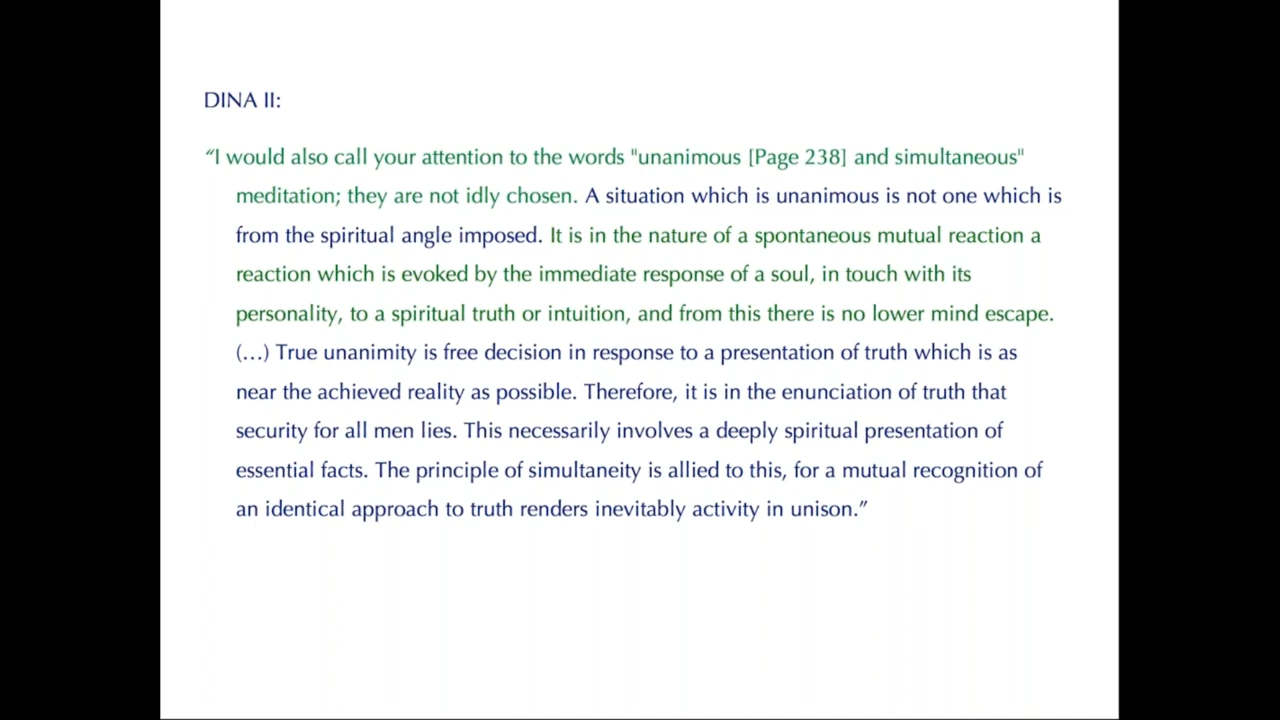 DINA II:
“I would also call your attention to the words "unanimous [Page 238] and simultaneous"
meditation; they are not idly chosen. A situation which is unanimous is not one which is
from the spiritual angle imposed. It is in the nature of a spontaneous mutual reaction a
reaction which is evoked by the immediate response of a soul, in touch with its
personality, to a spiritual truth or intuition, and from this there is no lower mind escape.
(…) True unanimity is free decision in response to a presentation of truth which is as
near the achieved reality as possible. Therefore, it is in the enunciation of truth that
security for all men lies. This necessarily involves a deeply spiritual presentation of
essential facts. The principle of simultaneity is allied to this, for a mutual recognition of
an identical approach to truth renders inevitably activity in unison.”